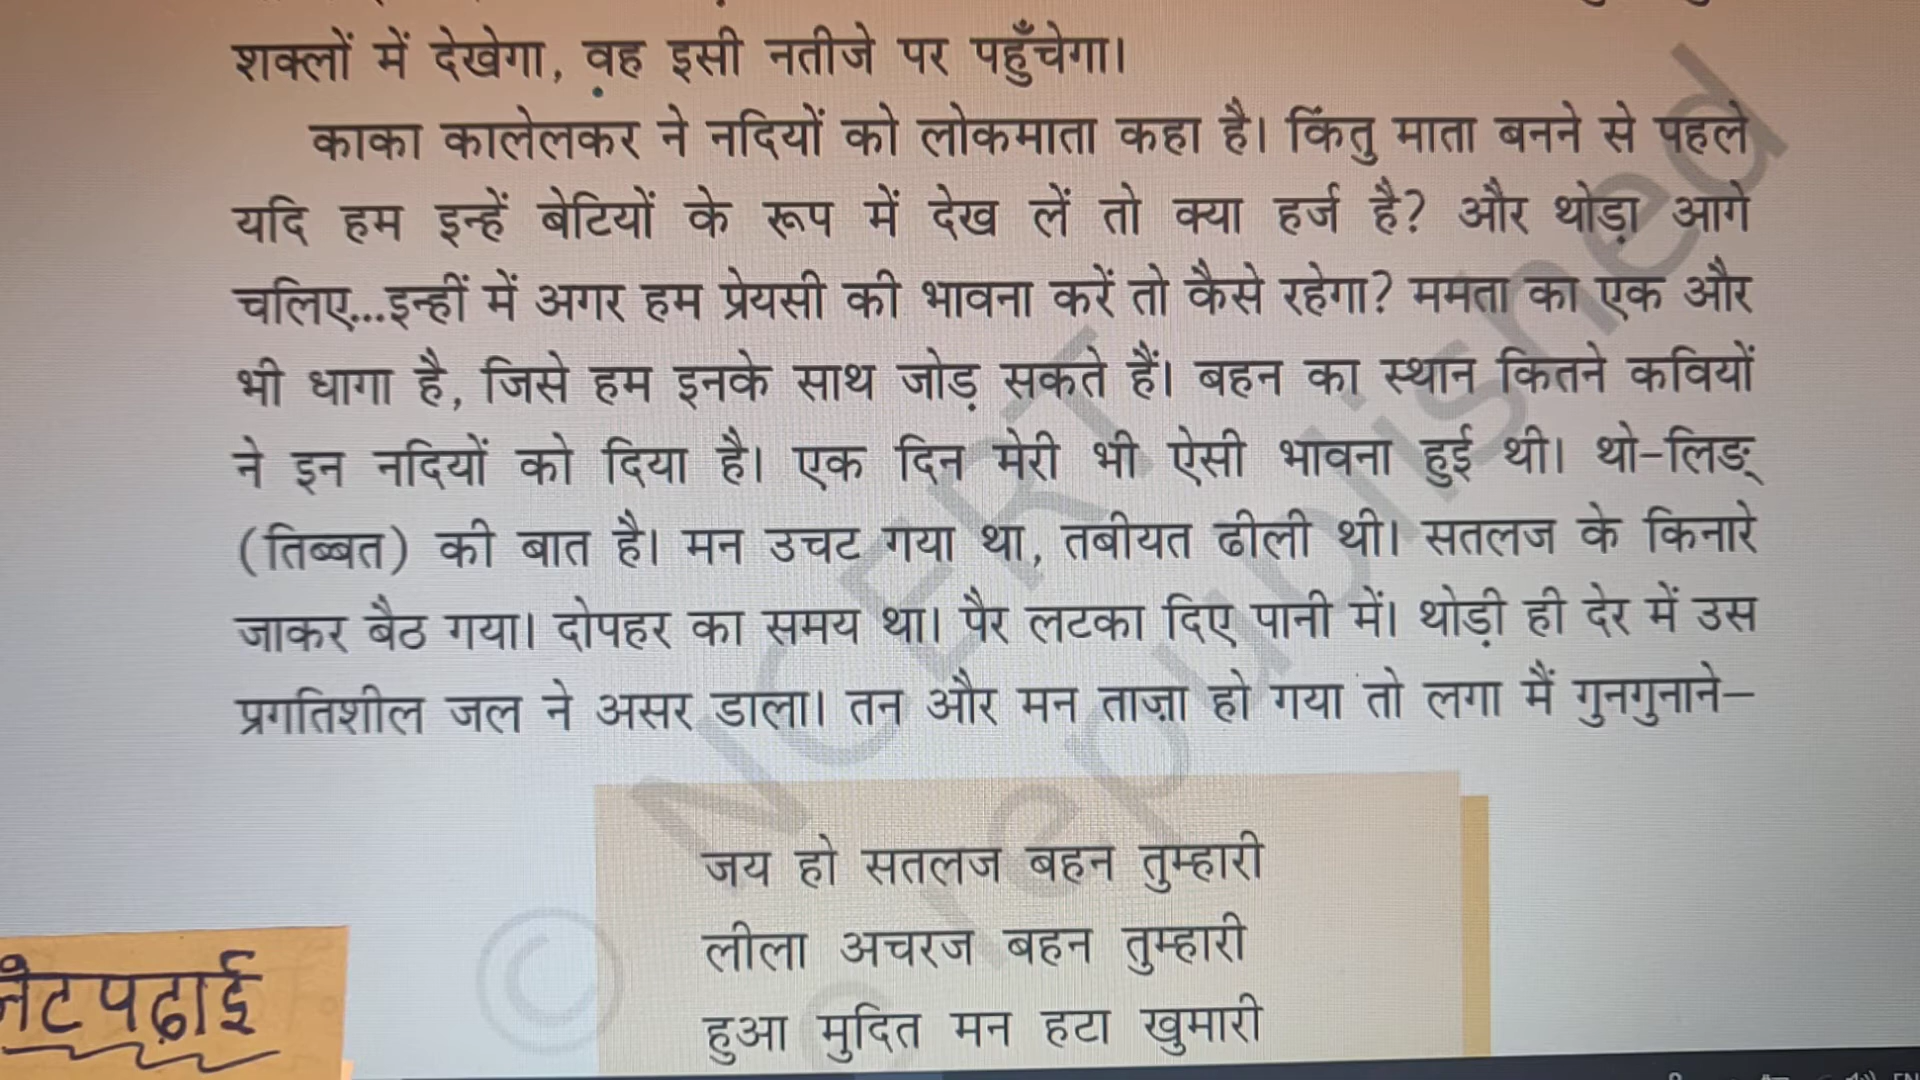 शक्लों में देखेगा, वह इसी नतीजे पर पहुँचेगा।
काका कालेलकर ने नदियों को लोकमाता कहा है। किंतु माता बनने से पहले
यदि हम इन्हें बेटियों के रूप में देख लें तो क्या हर्ज है? और थोड़ा आगे
चलिए...इन्हीं में अगर हम प्रेयसी की भावना करें तो कैसे रहेगा? ममता का एक और
भी धागा है, जिसे हम इनके साथ जोड़ सकते हैं। बहन का स्थान कितने कवियों
ने इन नदियों को दिया है। एक दिन मेरी भी ऐसी भावना हुई थी। थो-लिङ्
(तिब्बत) की बात है। मन उचट गया था, तबीयत ढीली थी। सतलज के किनारे
जाकर बैठ गया। दोपहर का समय था। पैर लटका दिए पानी में। थोड़ी ही देर में उस
प्रगतिशील जल ने असर डाला। तन और मन ताज़ा हो गया तो लगा मैं गुनगुनाने–
जय हो सतलज बहन तुम्हारी
लीला अचरज बहन तुम्हारी
हुआ मुदित मन हटा खुमारी
नेटपढ़ाई
© NCERT
republished